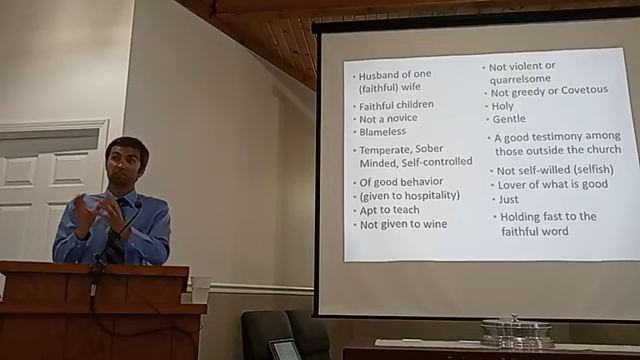 • Husband of one
(faithful) wife
• Faithful children
• Not a novice
• Blameless
• Temperate, Sober
Minded, Self-controlled
• Of good behavior
• (given to hospitality)
• Apt to teach
• Not given to wine
• Not violent or
quarrelsome
• Not greedy or Covetous
• Holy
• Gentle
• A good testimony among
those outside the church
• Not self-willed (selfish)
• Lover of what is good
• Just
• Holding fast to the
faithful word